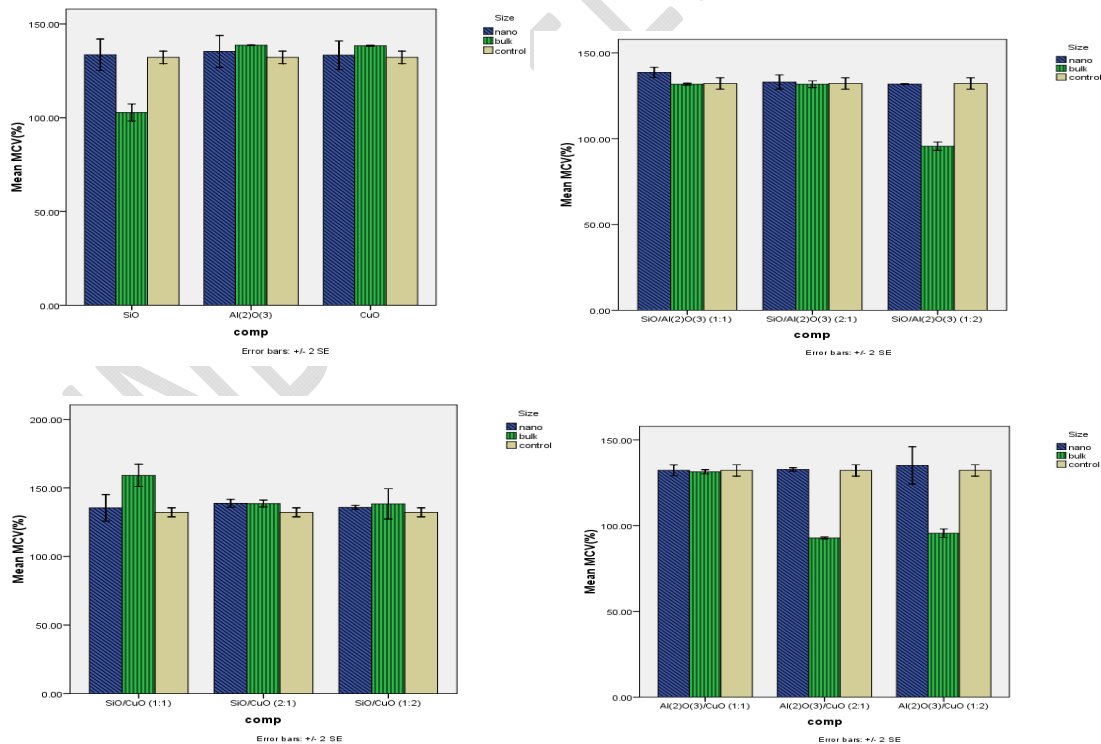 150.00
100.00
50.00
0.00
Mean MCV(%)
SiO Al(2)O(3) CuO
comp
Error bars: +/- 2 SE
Size
nano
bulk
control
150.00
100.00
50.00
0.00
Mean MCV(%)
SiO/Al(2)O(3) (1:1) SiO/Al(2)O(3) (2:1) SiO/Al(2)O(3) (1:2)
comp
Error bars: +/- 2 SE
Size
nano
bulk
control
200.00
150.00
100.00
50.00
0.00
Mean MCV(%)
SiO/CuO (1:1) SiO/CuO (2:1) SiO/CuO (1:2)
comp
Error bars: +/- 2 SE
Size
nano
bulk
control
150.00
100.00
50.00
0.00
Mean MCV(%)
Al(2)O(3)/CuO (1:1) Al(2)O(3)/CuO (2:1) Al(2)O(3)/CuO (1:2)
comp
Error bars: +/- 2 SE
Size
nano
bulk
control